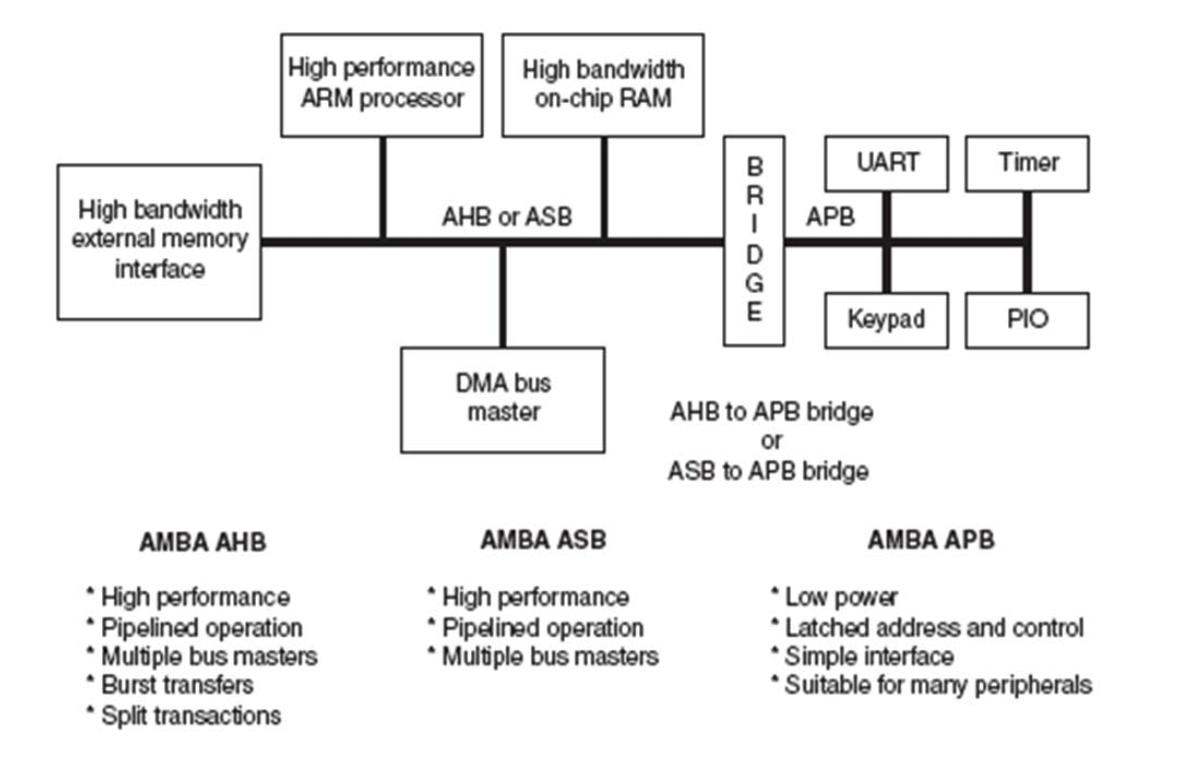 High performance
ARM processor
High bandwidth
on-chip RAM
High bandwidth
external memory
interface
AHB or ASB
B
R
I
D
G
E
APB
UART
Timer
Keypad
PIO
DMA bus
master
AHB to APB bridge
or
ASB to APB bridge
AMBA AHB
* High performance
* Pipelined operation
* Multiple bus masters
* Burst transfers
* Split transactions
AMBA ASB
* High performance
* Pipelined operation
* Multiple bus masters
AMBA APB
* Low power
* Latched address and control
* Simple interface
* Suitable for many peripherals